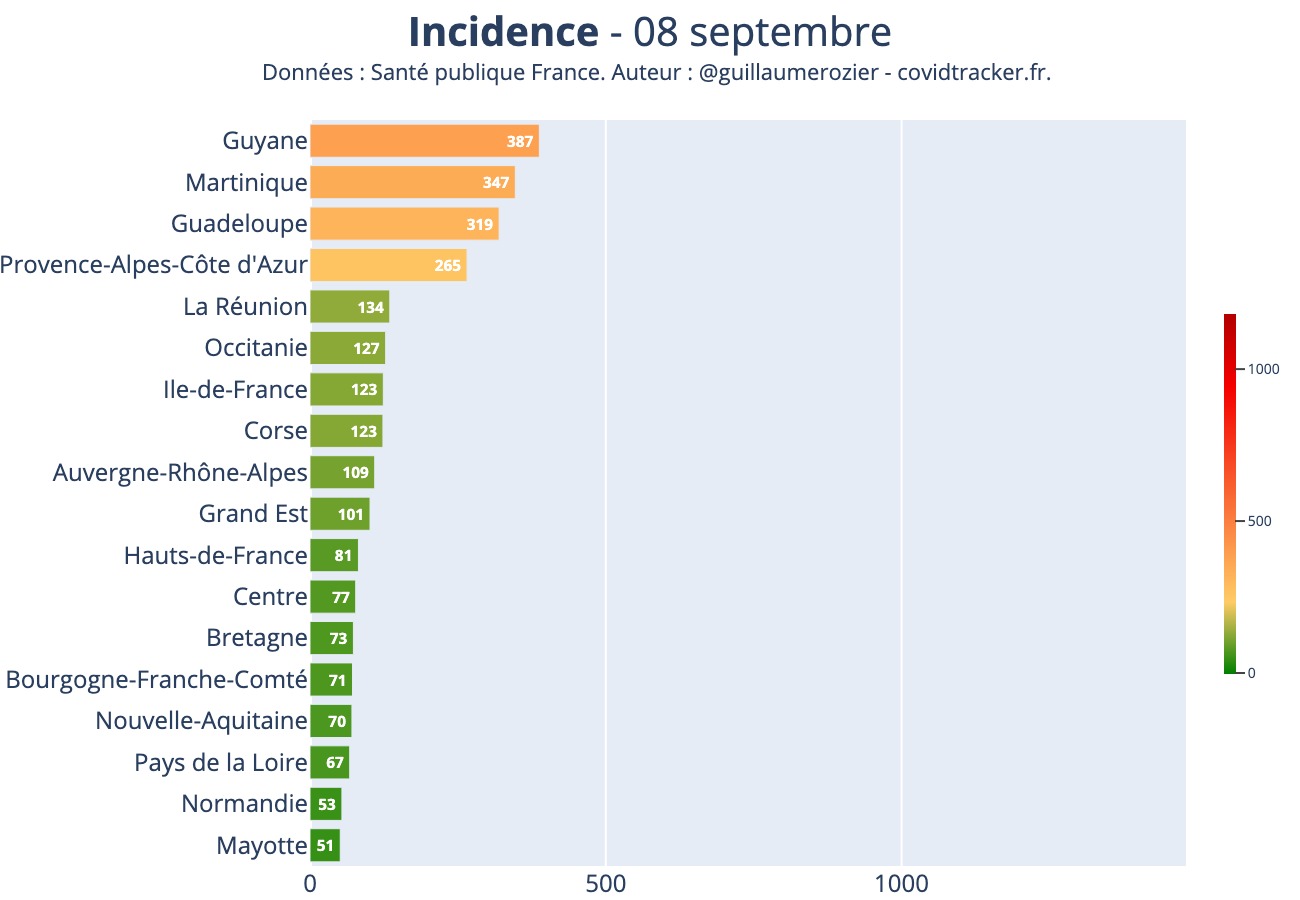 Incidence - 08 septembre
Données : Santé publique France. Auteur : @guillaumerozier - covidtracker.fr.
Guyane 387
Martinique 347
Guadeloupe 319
Provence-Alpes-Côte d'Azur 265
La Réunion 134
Occitanie 127
Ile-de-France 123
Corse 123
Auvergne-Rhône-Alpes 109
Grand Est 101
Hauts-de-France 81
Centre 77
Bretagne 73
Bourgogne-Franche-Comté 71
Nouvelle-Aquitaine 70
Pays de la Loire 67
Normandie 53
Mayotte 51
0 500 1000
1000
500
0